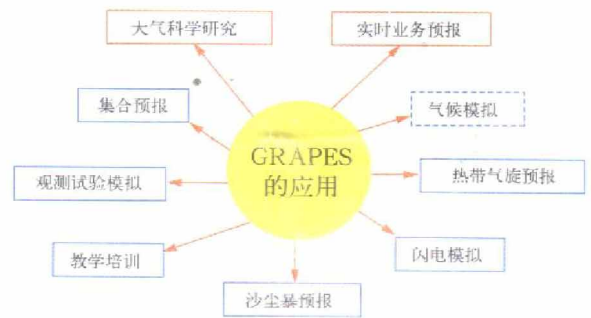 大气科学研究
实时业务预报
集合预报
气候模拟
GRAPES
的应用
观测试验模拟
热带气旋预报
教学培训
闪电模拟
沙尘暴预报